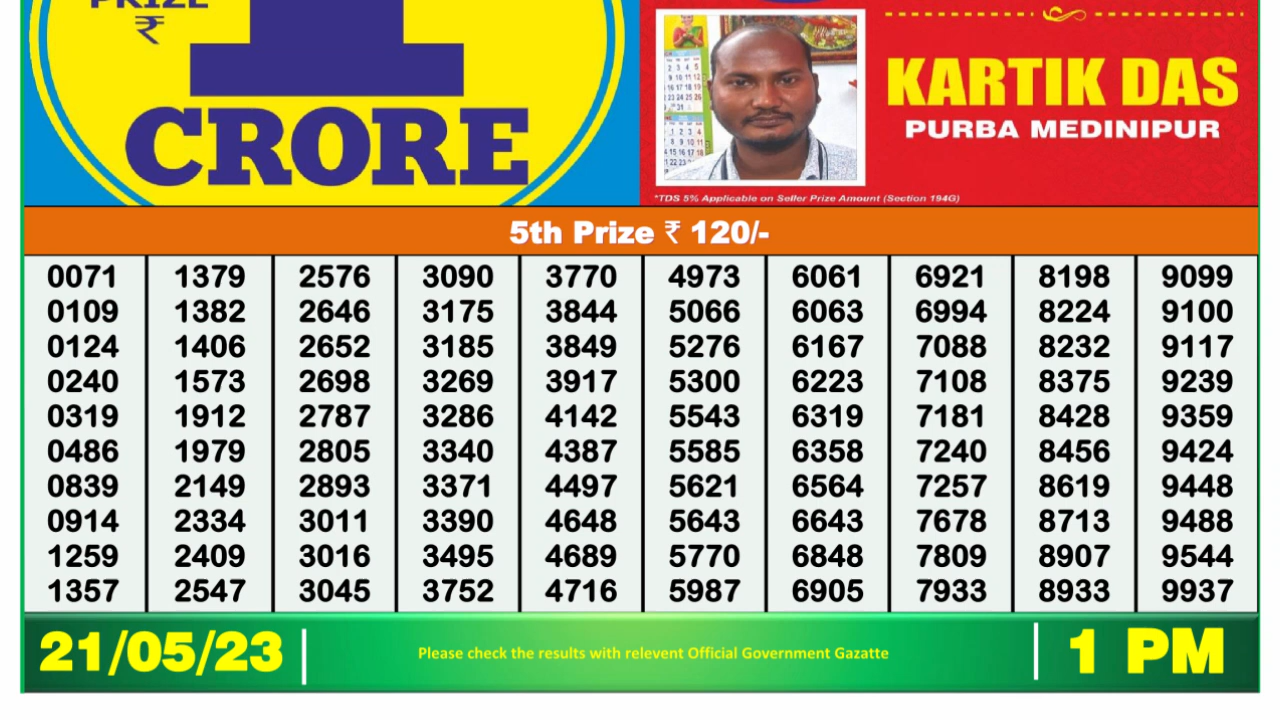 PRIZE
₹
1
CRORE
KARTIK DAS
PURBA MEDINIPUR
*TDS 5% Applicable on Seller Prize Amount (Section 194G)
5th Prize ₹ 120/-
0071 1379 2576 3090 3770 4973 6061 6921 8198 9099
0109 1382 2646 3175 3844 5066 6063 6994 8224 9100
0124 1406 2652 3185 3849 5276 6167 7088 8232 9117
0240 1573 2698 3269 3917 5300 6223 7108 8375 9239
0319 1912 2787 3286 4142 5543 6319 7181 8428 9359
0486 1979 2805 3340 4387 5585 6358 7240 8456 9424
0839 2149 2893 3371 4497 5621 6564 7257 8619 9448
0914 2334 3011 3390 4648 5643 6643 7678 8713 9488
1259 2409 3016 3495 4689 5770 6848 7809 8907 9544
1357 2547 3045 3752 4716 5987 6905 7933 8933 9937
21/05/23
Please check the results with relevent Official Government Gazatte
1 PM